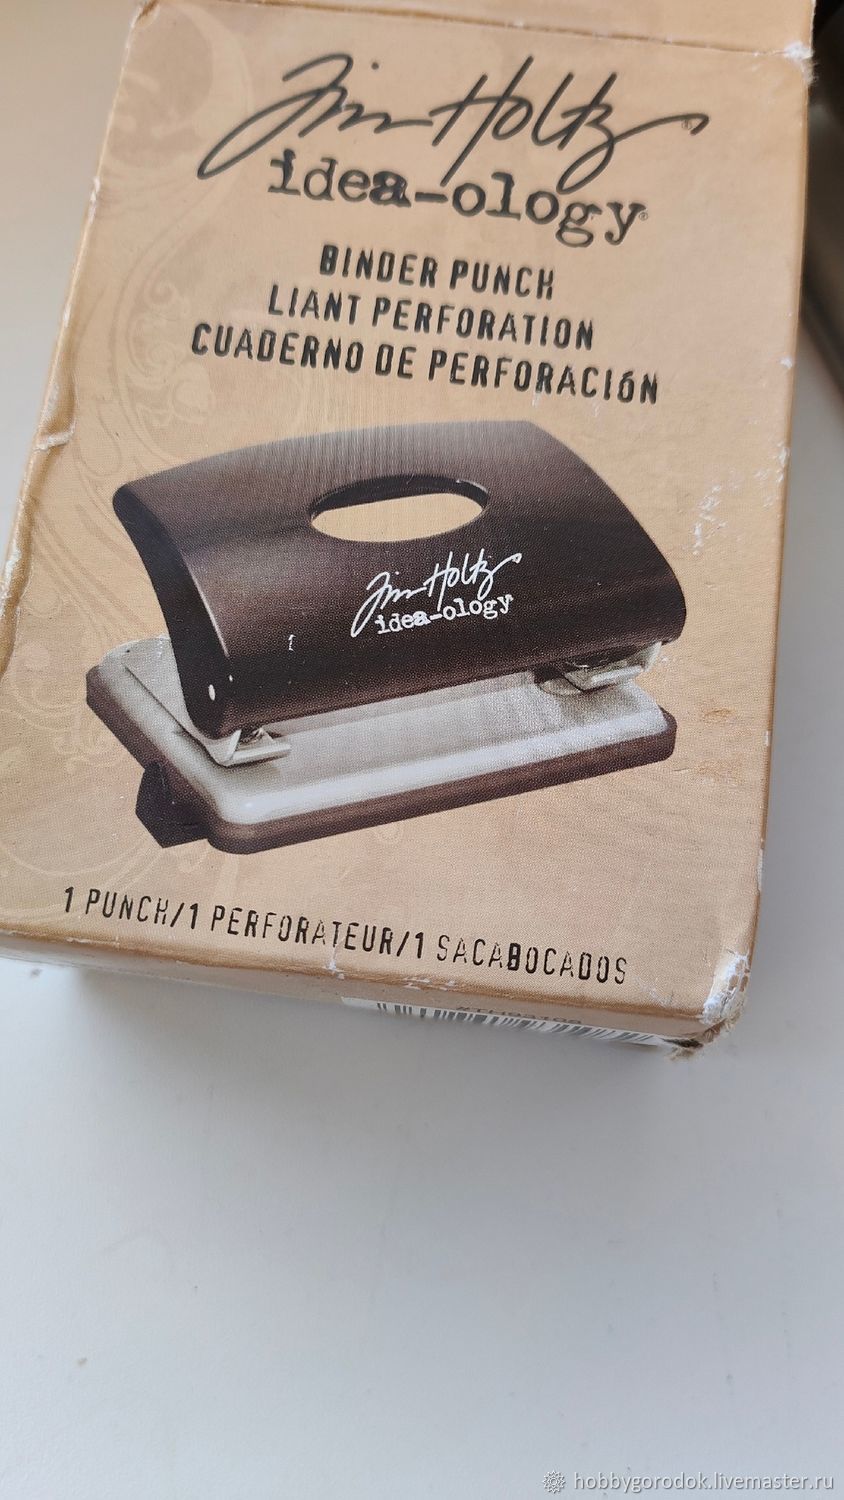 Tim Holtz®
idea-ology®
BINDER PUNCH
LIANT PERFORATION
CUADERNO DE PERFORACIÓN
Tim Holtz
idea-ology
1 PUNCH/1 PERFORATEUR/1 SACABOCADOS
hobbygorodok.livemaster.ru